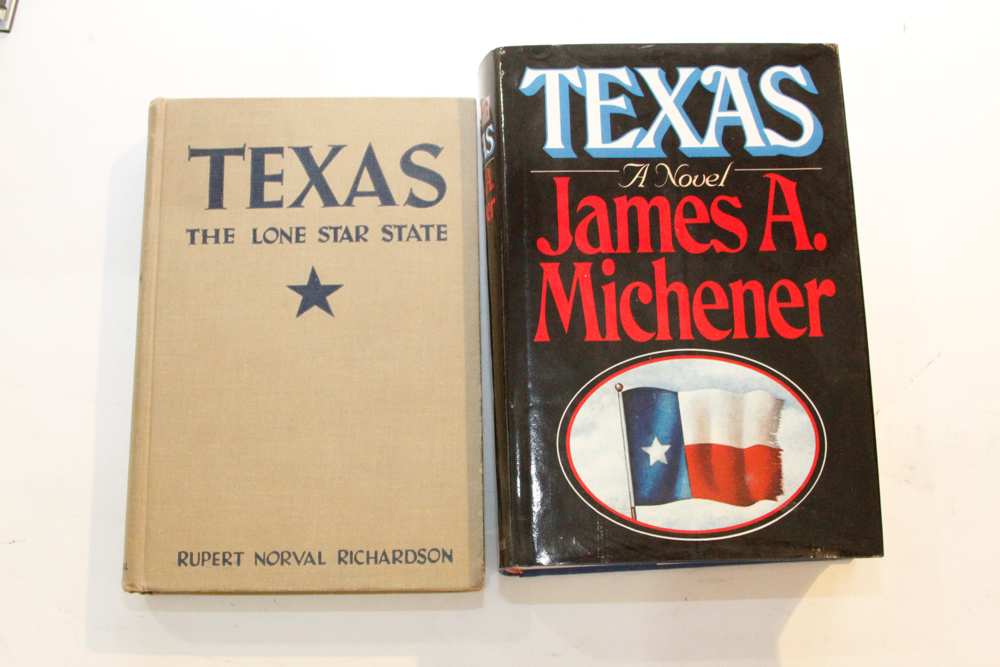 TEXAS
THE LONE STAR STATE
RUPERT NORVAL RICHARDSON
TEXAS
A Novel
James A.
Michener